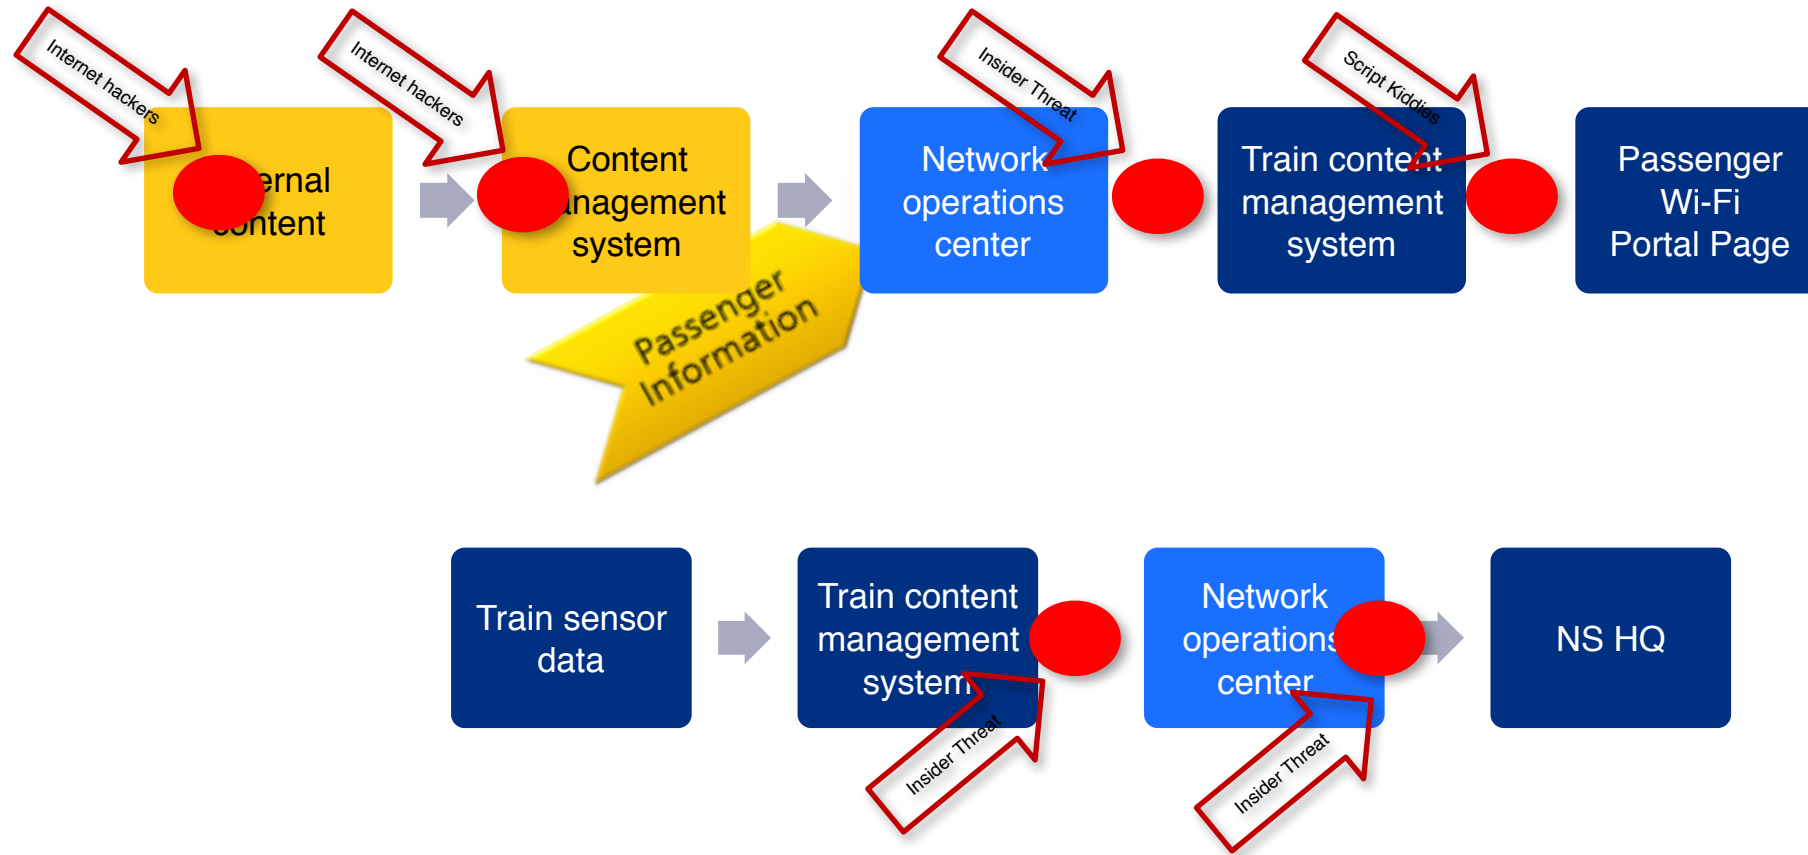 Internet hackers
Internet hackers
Insider Threat
Script Kiddies
ernal
ontent
Content
anagement
system
Network
operations
center
Train content
management
system
Passenger
Wi-Fi
Portal Page
Passenger
Information
Train sensor
data
Train content
management
system
Network
operations
center
NS HQ
Insider Threat
Insider Threat